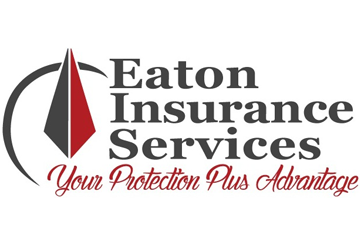 Eaton
Insurance
Services
Your Protection Plus Advantage